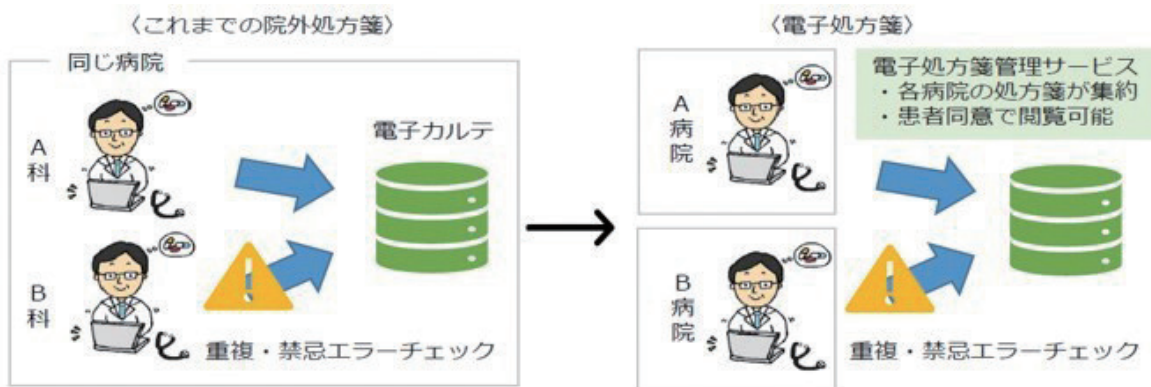 〈これまでの院外処方箋〉
同じ病院
A科
電子カルテ
B科
重複・禁忌エラーチェック
〈電子処方箋〉
A病院
電子処方箋管理サービス
・各病院の処方箋が集約
・患者同意で閲覧可能
B病院
重複・禁忌エラーチェック